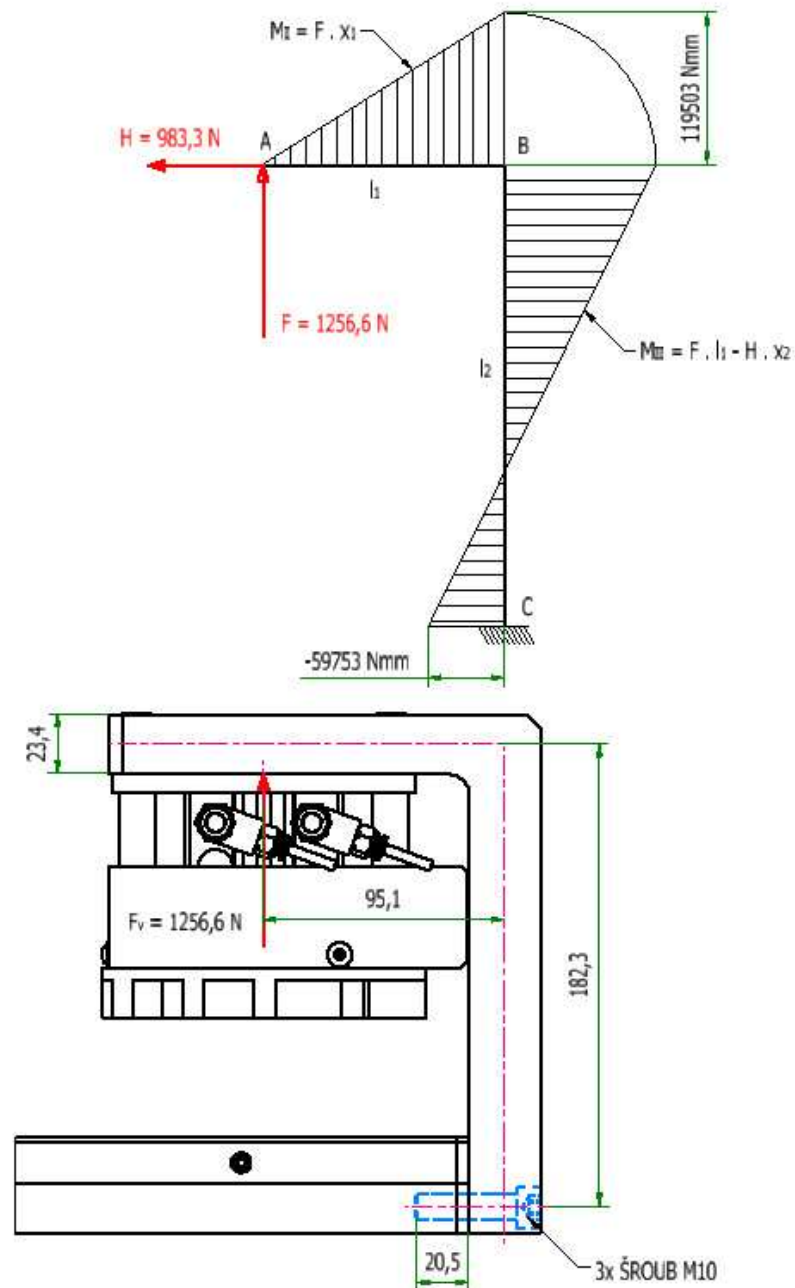 MI = F . x1
119503 Nmm
H = 983,3 N
A
B
l1
F = 1256,6 N
l2
MII = F . l1 - H . x2
C
-59753 Nmm
23,4
95,1
Fv = 1256,6 N
182,3
20,5
3x ŠROUB M10